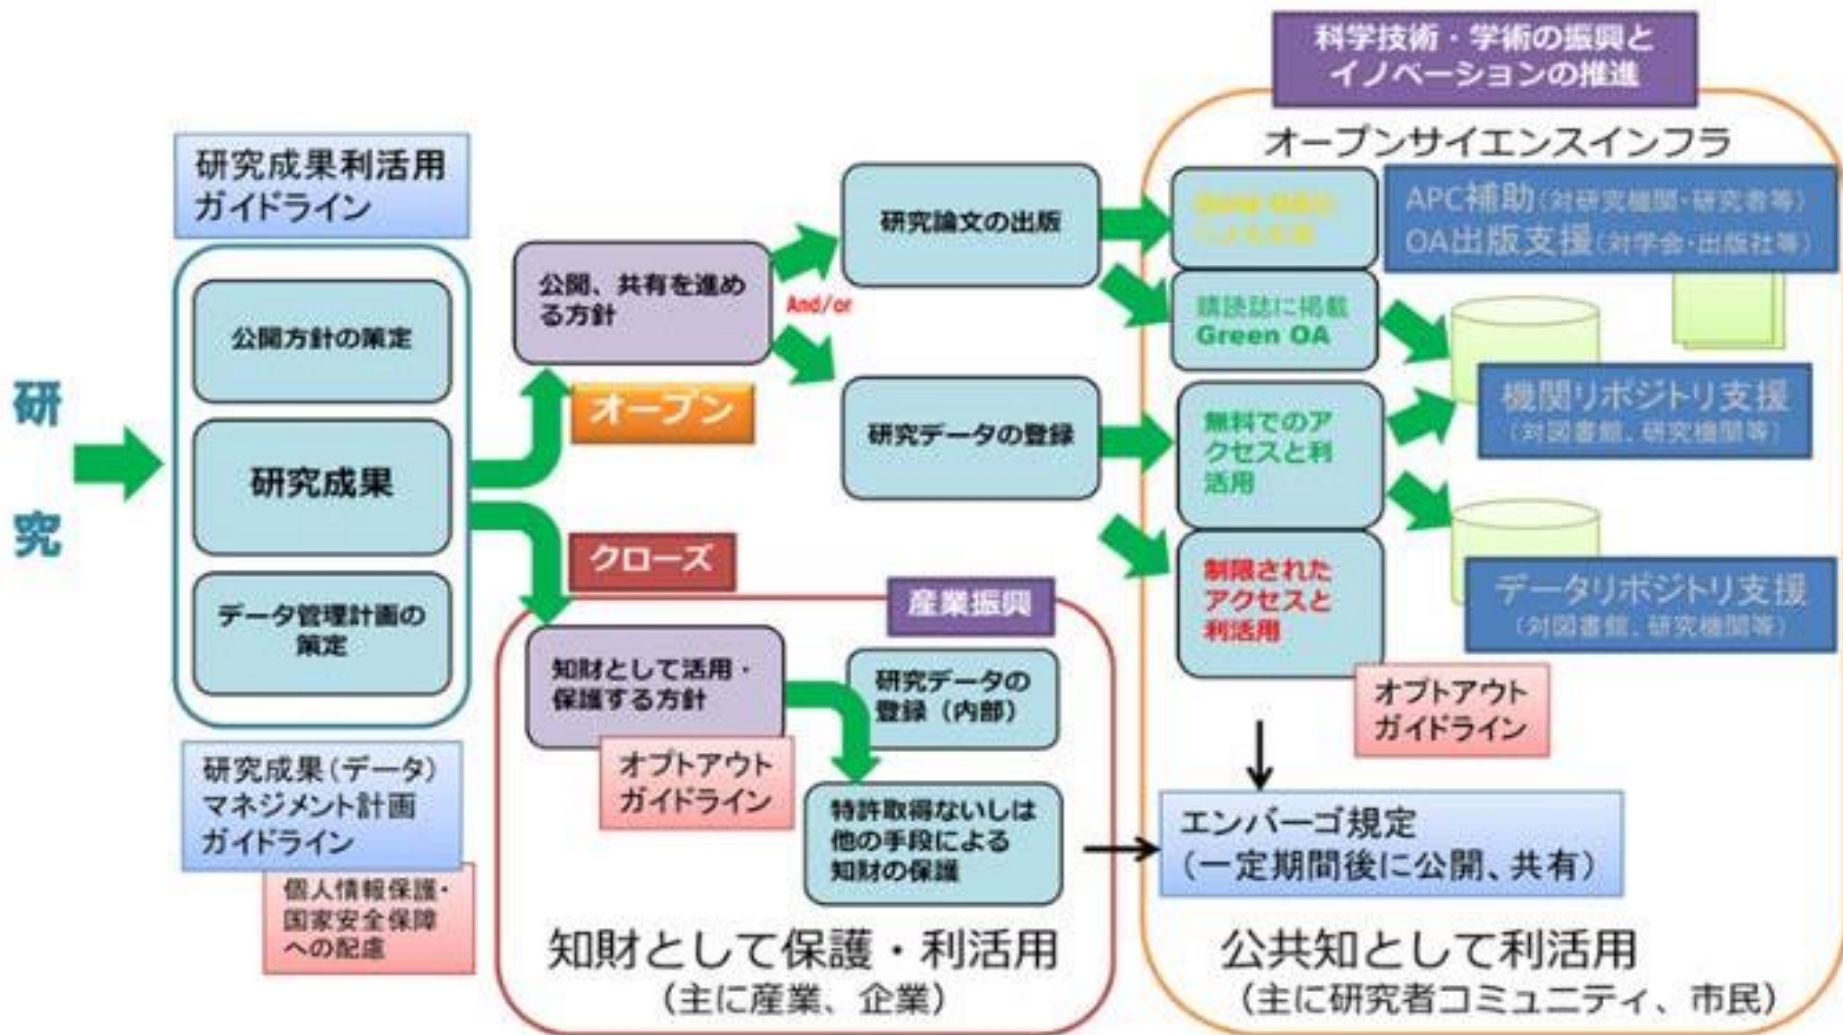 科学技術・学術の振興と
イノベーションの推進
オープンサイエンスインフラ
研究成果利活用
ガイドライン
研究
公開方針の策定
研究成果
データ管理計画の
策定
研究成果(データ)
マネジメント計画
ガイドライン
個人情報保護・
国家安全保障
への配慮
公開、共有を進め
る方針
オープン
And/or
研究論文の出版
研究データの登録
APC補助(対研究機関・研究者等)
OA出版支援(対学会・出版社等)
購読誌に掲載
Green OA
機関リポジトリ支援
(対図書館、研究機関等)
無料でのア
クセスと利
活用
制限された
アクセスと
利活用
データリポジトリ支援
(対図書館、研究機関等)
オプトアウト
ガイドライン
クローズ
産業振興
知財として活用・
保護する方針
オプトアウト
ガイドライン
研究データの
登録(内部)
特許取得ないしは
他の手段による
知財の保護
エンバーゴ規定
(一定期間後に公開、共有)
知財として保護・利活用
(主に産業、企業)
公共知として利活用
(主に研究者コミュニティ、市民)